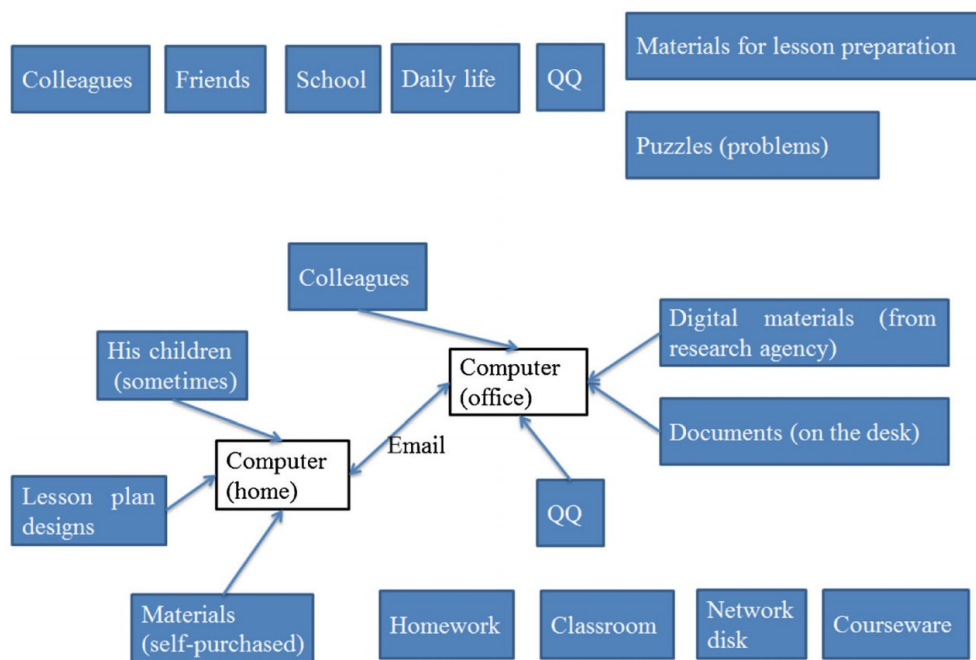 Materials for lesson preparation
Colleagues
Friends
School
Daily life
QQ
Puzzles (problems)
Colleagues
Digital materials (from
research agency)
His children
(sometimes)
Computer
(office)
Documents (on the desk)
Email
Computer
(home)
Lesson plan
designs
QQ
Materials
(self-purchased)
Homework
Classroom
Network
disk
Courseware